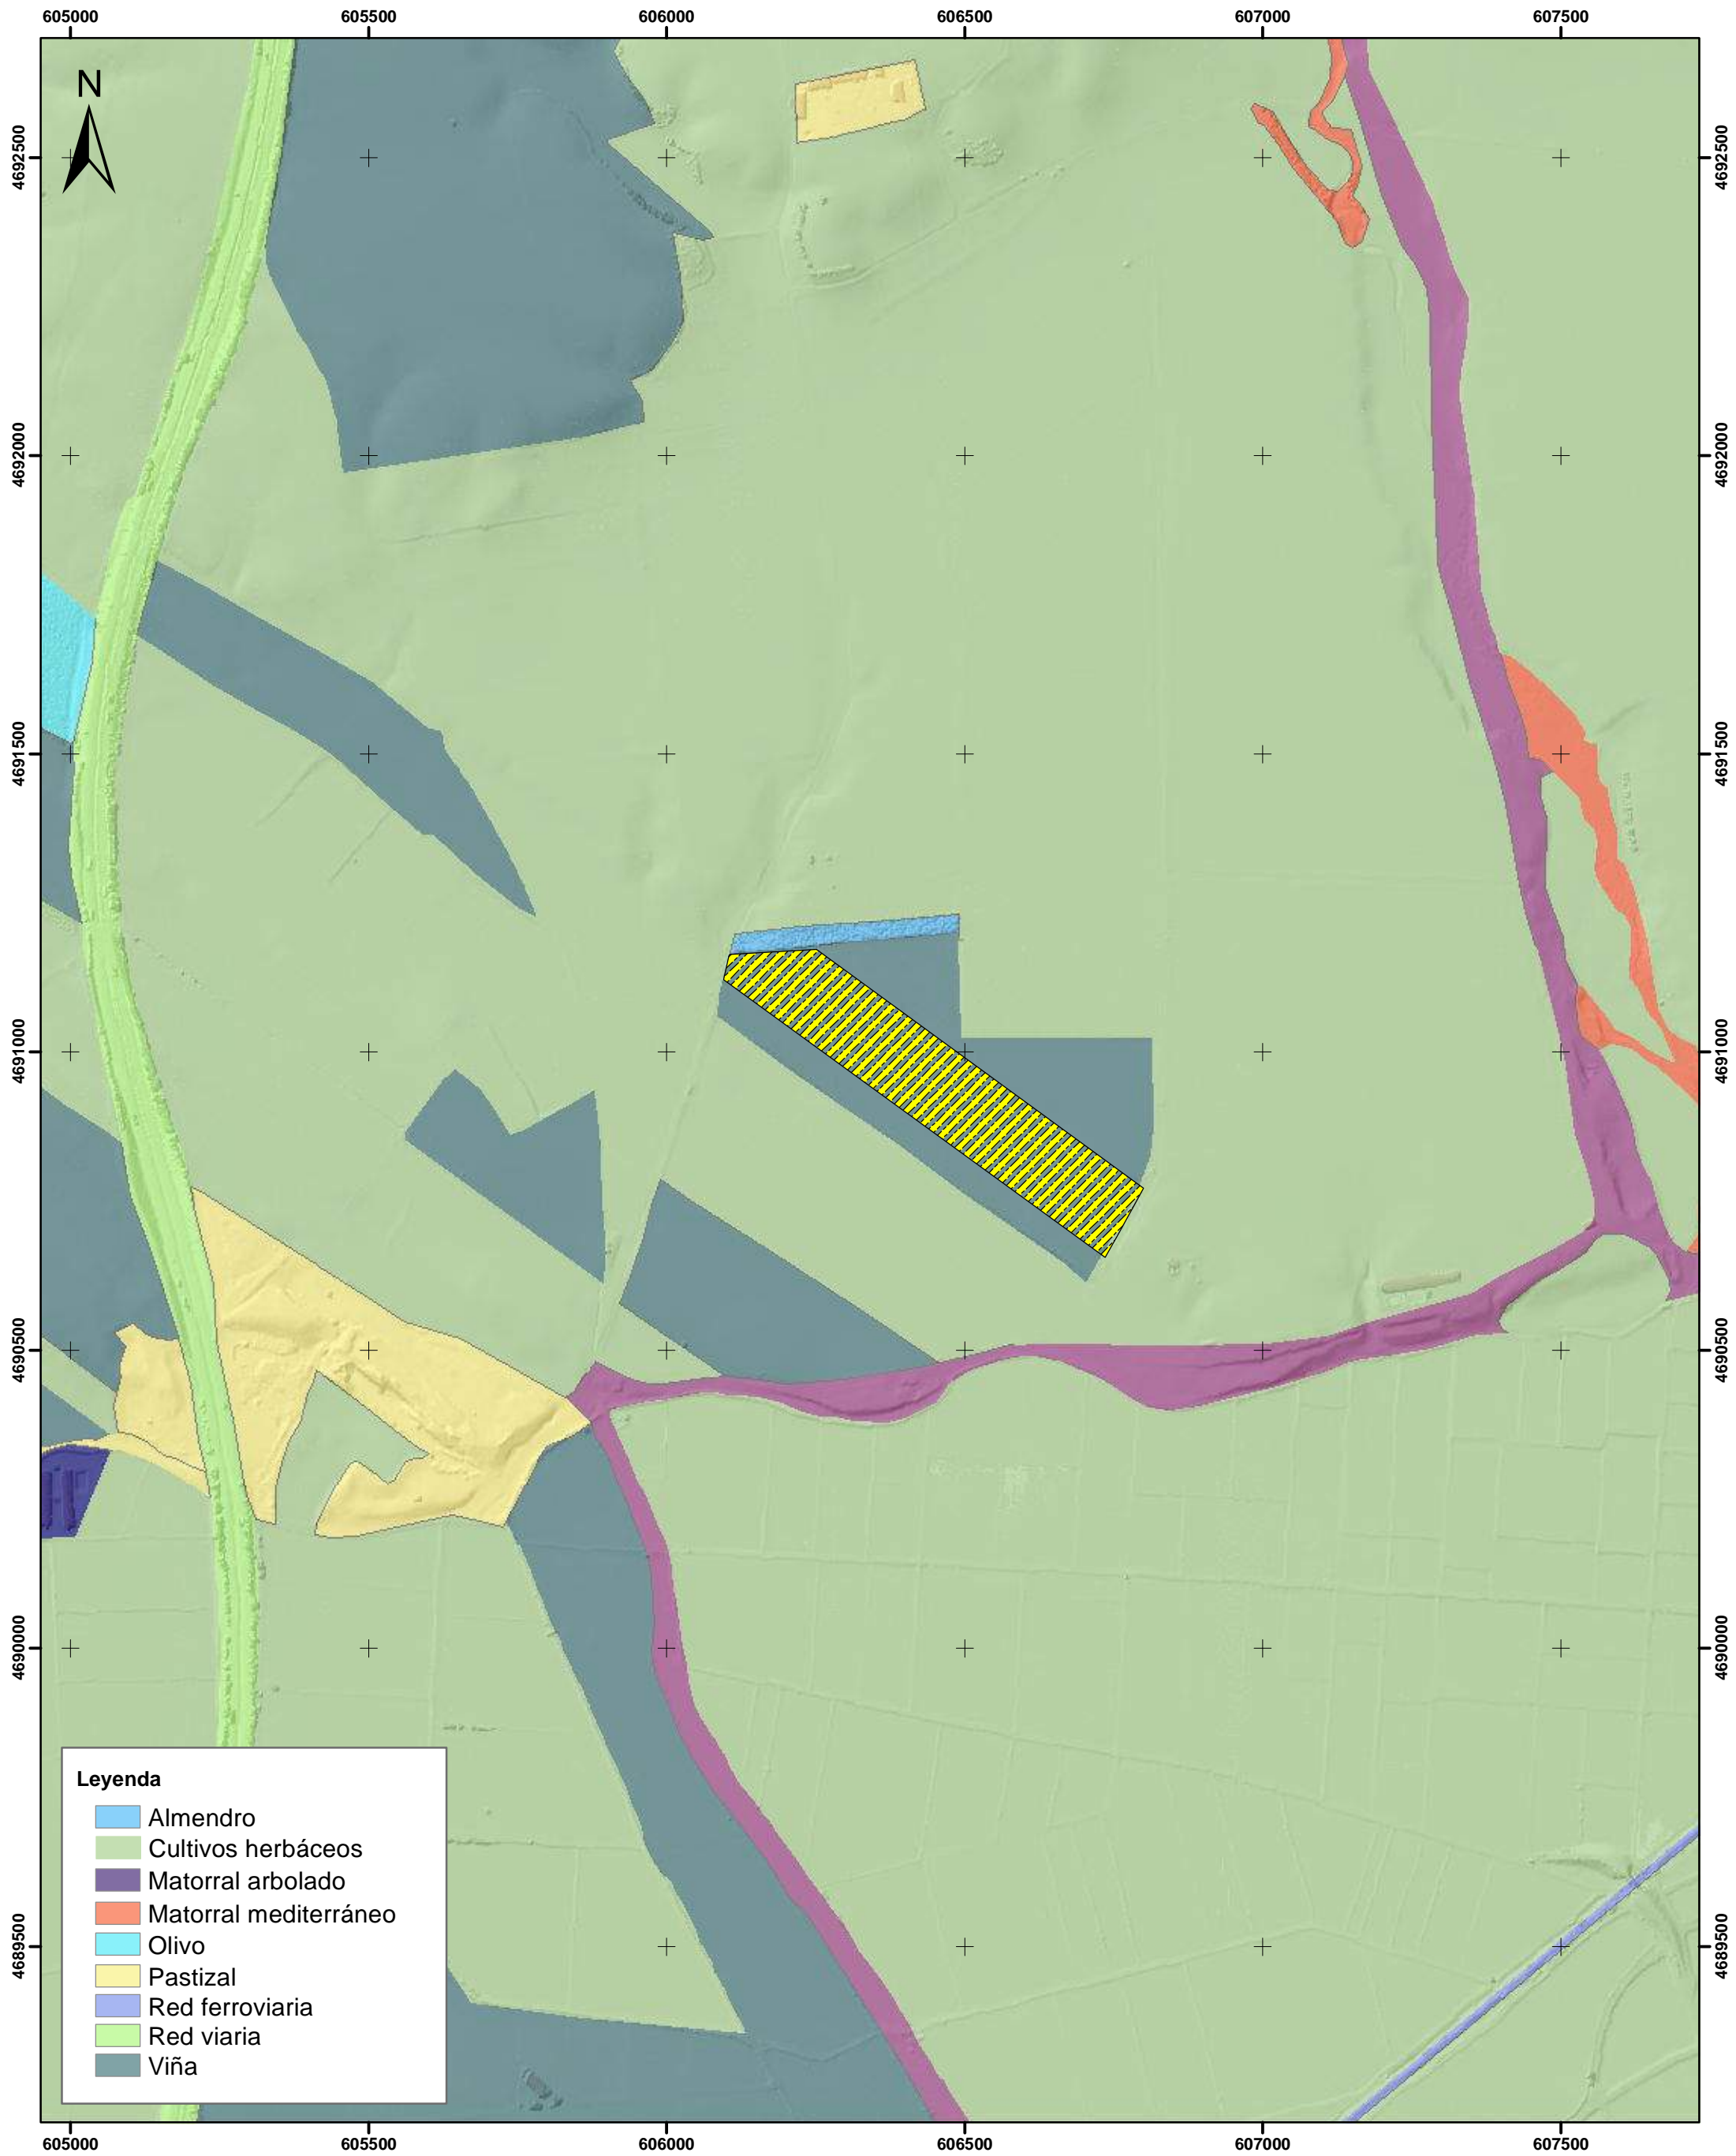 605000 605500 606000 606500 607000 607500
N
4692500 4692500
4692000 4692000
4691500 4691500
4691000 4691000
4690500 4690500
4690000 4690000
4689500 4689500
Leyenda
Almendro
Cultivos herbáceos
Matorral arbolado
Matorral mediterráneo
Olivo
Pastizal
Red ferroviaria
Red viaria
Viña
605000 605500 606000 606500 607000 607500